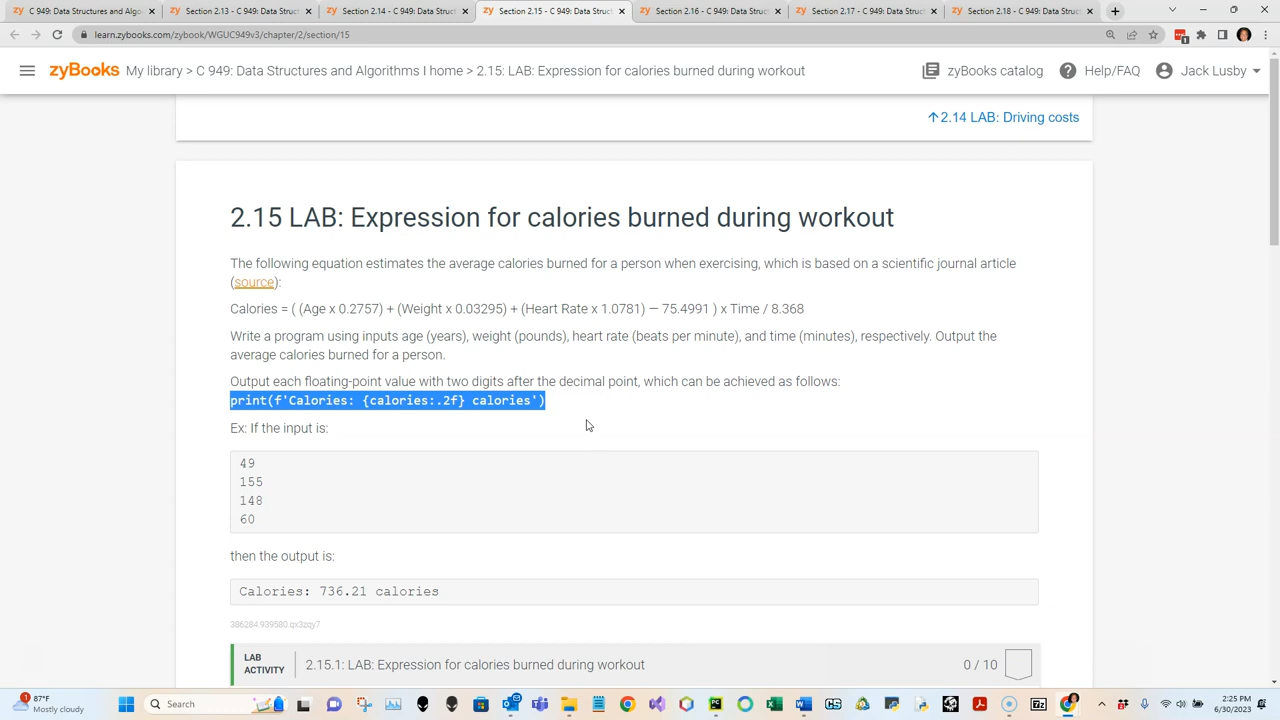 C 949: Data Structures and Algo
Section 2.13 - C 949: Data Struct
Section 2.14 - C 949: Data Struct
Section 2.15 - C 949: Data Struct
Section 2.16 - C 949: Data Struct
Section 2.17 - C 949: Data Struct
Section 2.18 - C 949: Data Struct
learn.zybooks.com/zybook/WGUC949v3/chapter/2/section/15
zyBooks My library > C 949: Data Structures and Algorithms I home > 2.15: LAB: Expression for calories burned during workout
zyBooks catalog
Help/FAQ
Jack Lusby
↑2.14 LAB: Driving costs
2.15 LAB: Expression for calories burned during workout
The following equation estimates the average calories burned for a person when exercising, which is based on a scientific journal article
(source):
Calories = ( (Age x 0.2757) + (Weight x 0.03295) + (Heart Rate x 1.0781) — 75.4991 ) x Time / 8.368
Write a program using inputs age (years), weight (pounds), heart rate (beats per minute), and time (minutes), respectively. Output the
average calories burned for a person.
Output each floating-point value with two digits after the decimal point, which can be achieved as follows:
print(f'Calories: {calories:.2f} calories')
Ex: If the input is:
49
155
148
60
then the output is:
Calories: 736.21 calories
386284.939580.qx3zqy7
LAB
ACTIVITY
2.15.1: LAB: Expression for calories burned during workout
0 / 10
87°F
Mostly cloudy
Search
2:25 PM
6/30/2023